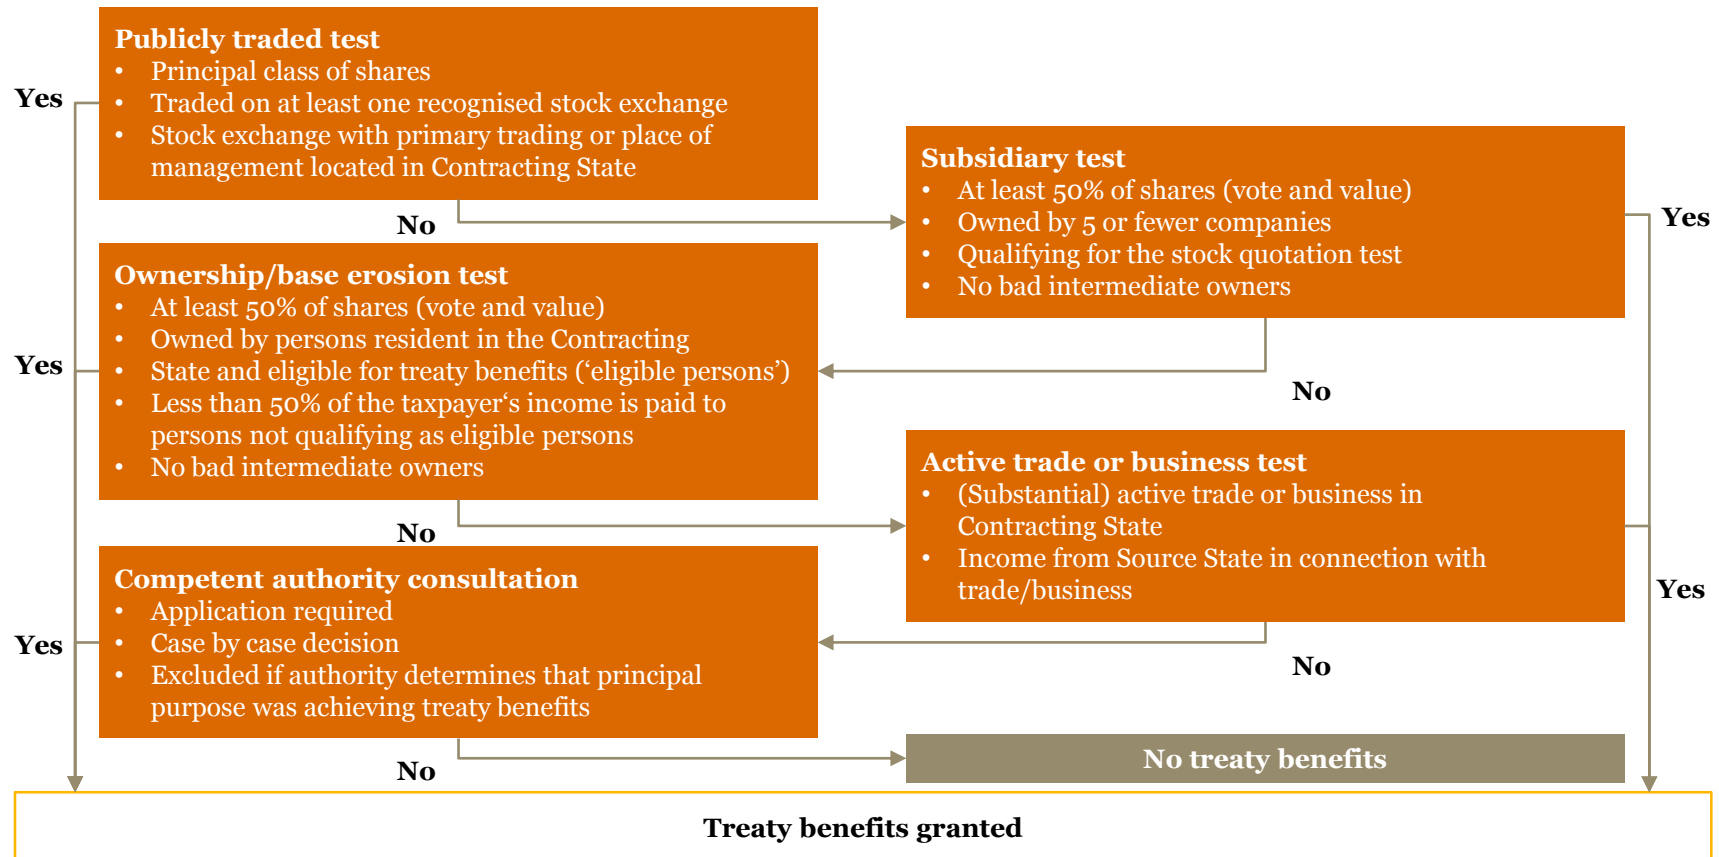 Publicly traded test
• Principal class of shares
• Traded on at least one recognised stock exchange
• Stock exchange with primary trading or place of
management located in Contracting State
Yes
No
Subsidiary test
• At least 50% of shares (vote and value)
• Owned by 5 or fewer companies
• Qualifying for the stock quotation test
• No bad intermediate owners
Yes
No
Ownership/base erosion test
• At least 50% of shares (vote and value)
• Owned by persons resident in the Contracting
• State and eligible for treaty benefits (‘eligible persons’)
• Less than 50% of the taxpayer‘s income is paid to
persons not qualifying as eligible persons
• No bad intermediate owners
Yes
No
Active trade or business test
• (Substantial) active trade or business in
Contracting State
• Income from Source State in connection with
trade/business
Yes
No
Competent authority consultation
• Application required
• Case by case decision
• Excluded if authority determines that principal
purpose was achieving treaty benefits
Yes
No
No treaty benefits
Treaty benefits granted